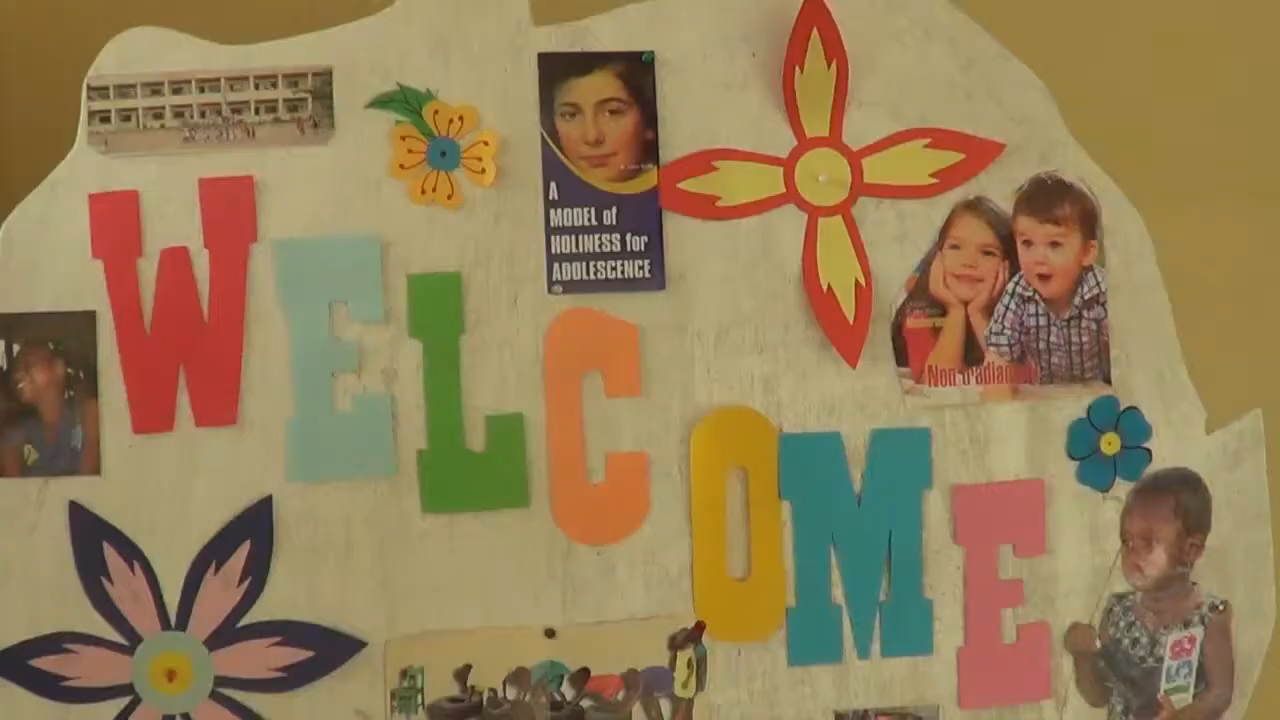 A
MODEL of
HOLINESS for
ADOLESCENCE
WELCOME